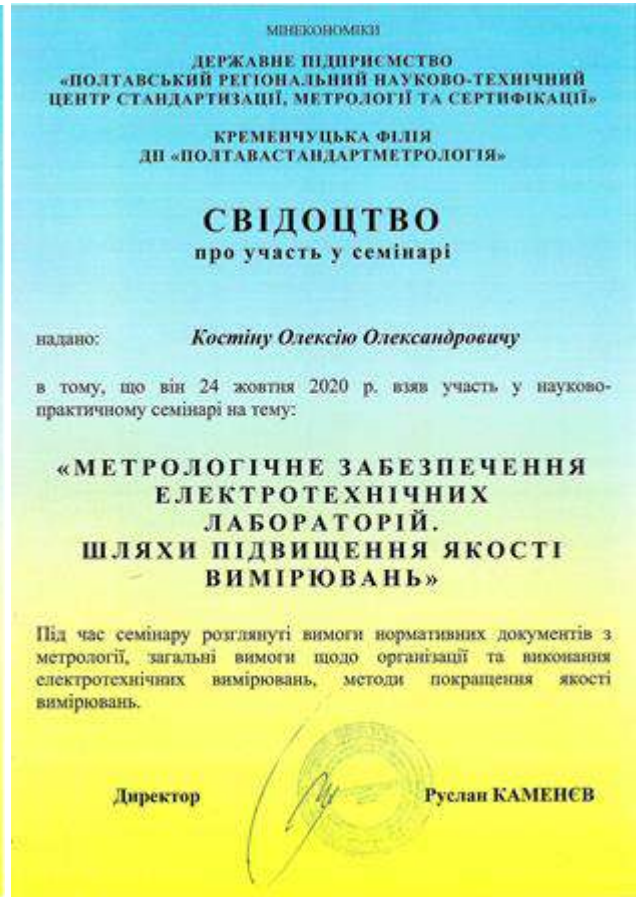 МІНЕКОНОМІКИ
ДЕРЖАВНЕ ПІДПРИЄМСТВО
«ПОЛТАВСЬКИЙ РЕГІОНАЛЬНИЙ НАУКОВО-ТЕХНІЧНИЙ
ЦЕНТР СТАНДАРТИЗАЦІЇ, МЕТРОЛОГІЇ ТА СЕРТИФІКАЦІЇ»
КРЕМЕНЧУЦЬКА ФІЛІЯ
ДП «ПОЛТАВАСТАНДАРТМЕТРОЛОГІЯ»
СВІДОЦТВО
про участь у семінарі
надано: Костіну Олексію Олександровичу
в тому, що він 24 жовтня 2020 р. взяв участь у науково-
практичному семінарі на тему:
«МЕТРОЛОГІЧНЕ ЗАБЕЗПЕЧЕННЯ
ЕЛЕКТРОТЕХНІЧНИХ
ЛАБОРАТОРІЙ.
ШЛЯХИ ПІДВИЩЕННЯ ЯКОСТІ
ВИМІРЮВАНЬ»
Під час семінару розглянуті вимоги нормативних документів з
метрології, загальні вимоги щодо організації та виконання
електротехнічних вимірювань, методи покращення якості
вимірювань.
Директор Руслан КАМЕНЄВ